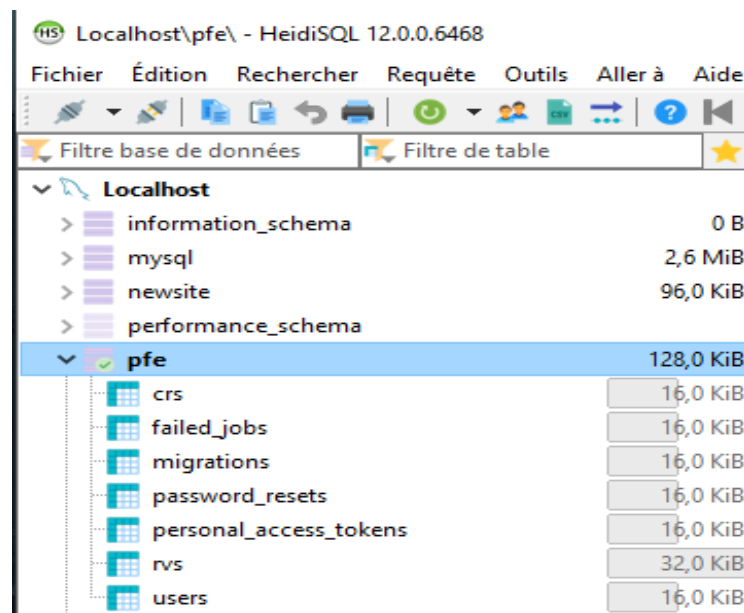 HS Localhost\pfe\ - HeidiSQL 12.0.0.6468
Fichier Édition Rechercher Requête Outils Aller à Aide
csv ?
Filtre base de données Filtre de table
Localhost
information_schema 0 B
mysql 2,6 MiB
newsite 96,0 KiB
performance_schema
pfe 128,0 KiB
crs 16,0 KiB
failed_jobs 16,0 KiB
migrations 16,0 KiB
password_resets 16,0 KiB
personal_access_tokens 16,0 KiB
rvs 32,0 KiB
users 16,0 KiB